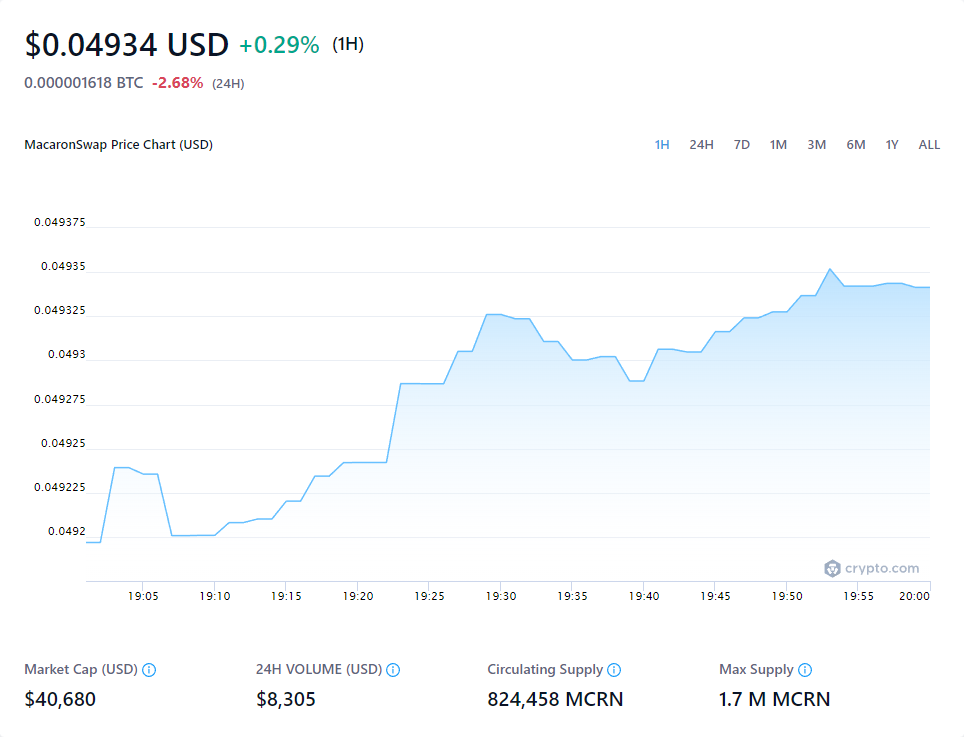 $0.04934 USD +0.29% (1H)
0.000001618 BTC -2.68% (24H)
MacaronSwap Price Chart (USD) 1H 24H 7D 1M 3M 6M 1Y ALL
0.049375
0.04935
0.049325
0.0493
0.049275
0.04925
0.049225
0.0492
crypto.com
19:05 19:10 19:15 19:20 19:25 19:30 19:35 19:40 19:45 19:50 19:55 20:00
Market Cap (USD) 24H VOLUME (USD) Circulating Supply Max Supply
$40,680 $8,305 824,458 MCRN 1.7 M MCRN